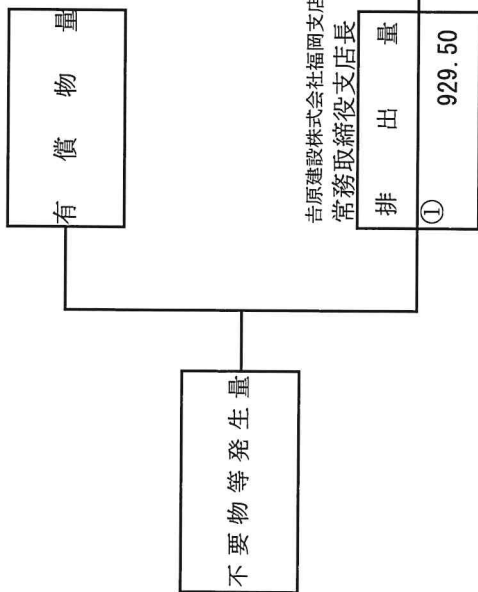 有償物量
吉原建設株式会社福岡支店
常務取締役支店長
排出量
① 929.50
不要物等発生量